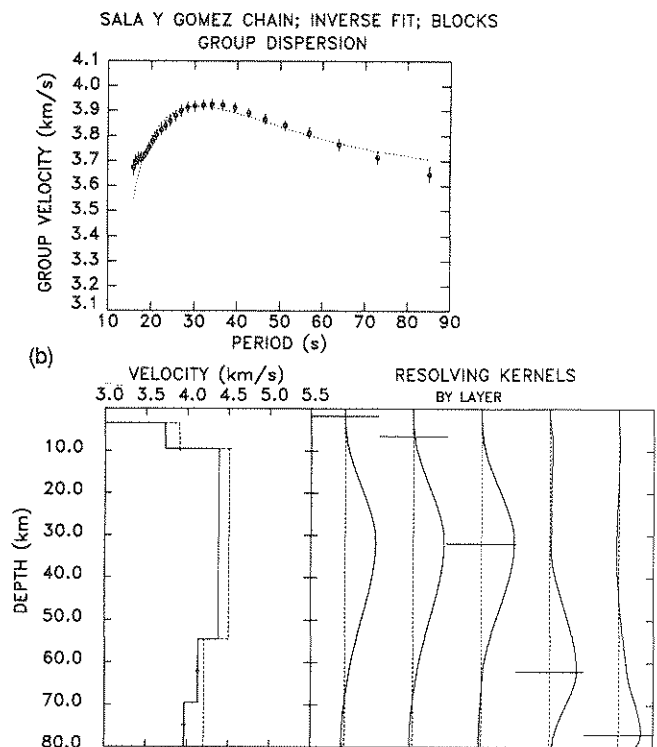 SALA Y GOMEZ CHAIN; INVERSE FIT; BLOCKS
GROUP DISPERSION
4.1
4.0
3.9
3.8
3.7
3.6
3.5
3.4
3.3
3.2
3.1
GROUP VELOCITY (km/s)
10 20 30 40 50 60 70 80 90
PERIOD (s)
(b)
VELOCITY (km/s)
3.0 3.5 4.0 4.5 5.0 5.5
RESOLVING KERNELS
BY LAYER
10.0
20.0
30.0
40.0
50.0
60.0
70.0
80.0
DEPTH (km)